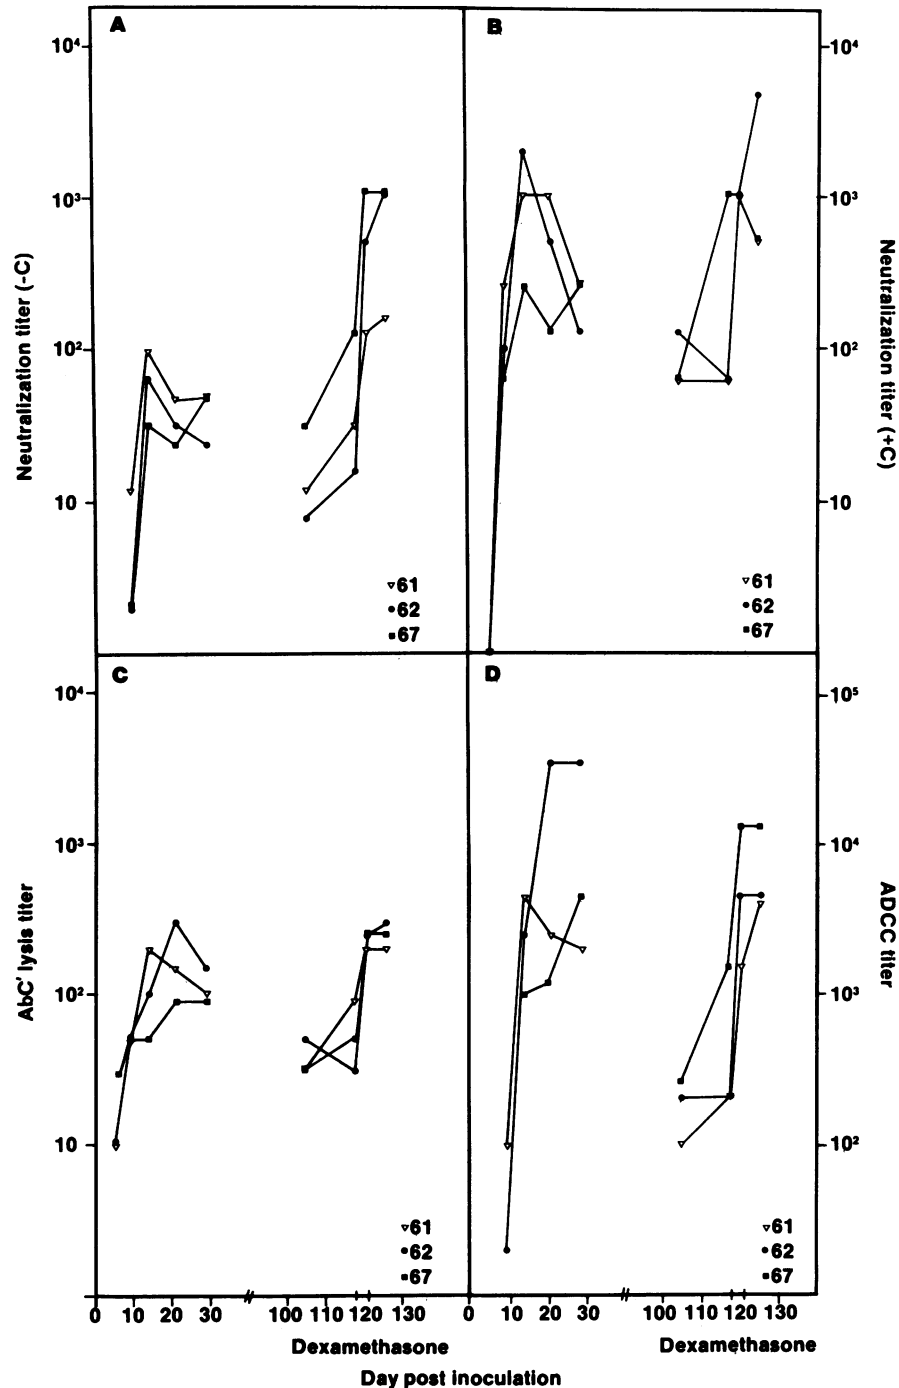 A
B
10⁴
10⁴
10³
10³
10²
10²
10
10
Neutralization titer (-C)
Neutralization titer (+C)
61
62
67
61
62
67
C
D
10⁴
10⁵
10³
10⁴
10²
10³
10
10²
AbC' lysis titer
ADCC titer
61
62
67
61
62
67
0 10 20 30 100 110 120 130
0 10 20 30 100 110 120 130
Dexamethasone
Dexamethasone
Day post inoculation